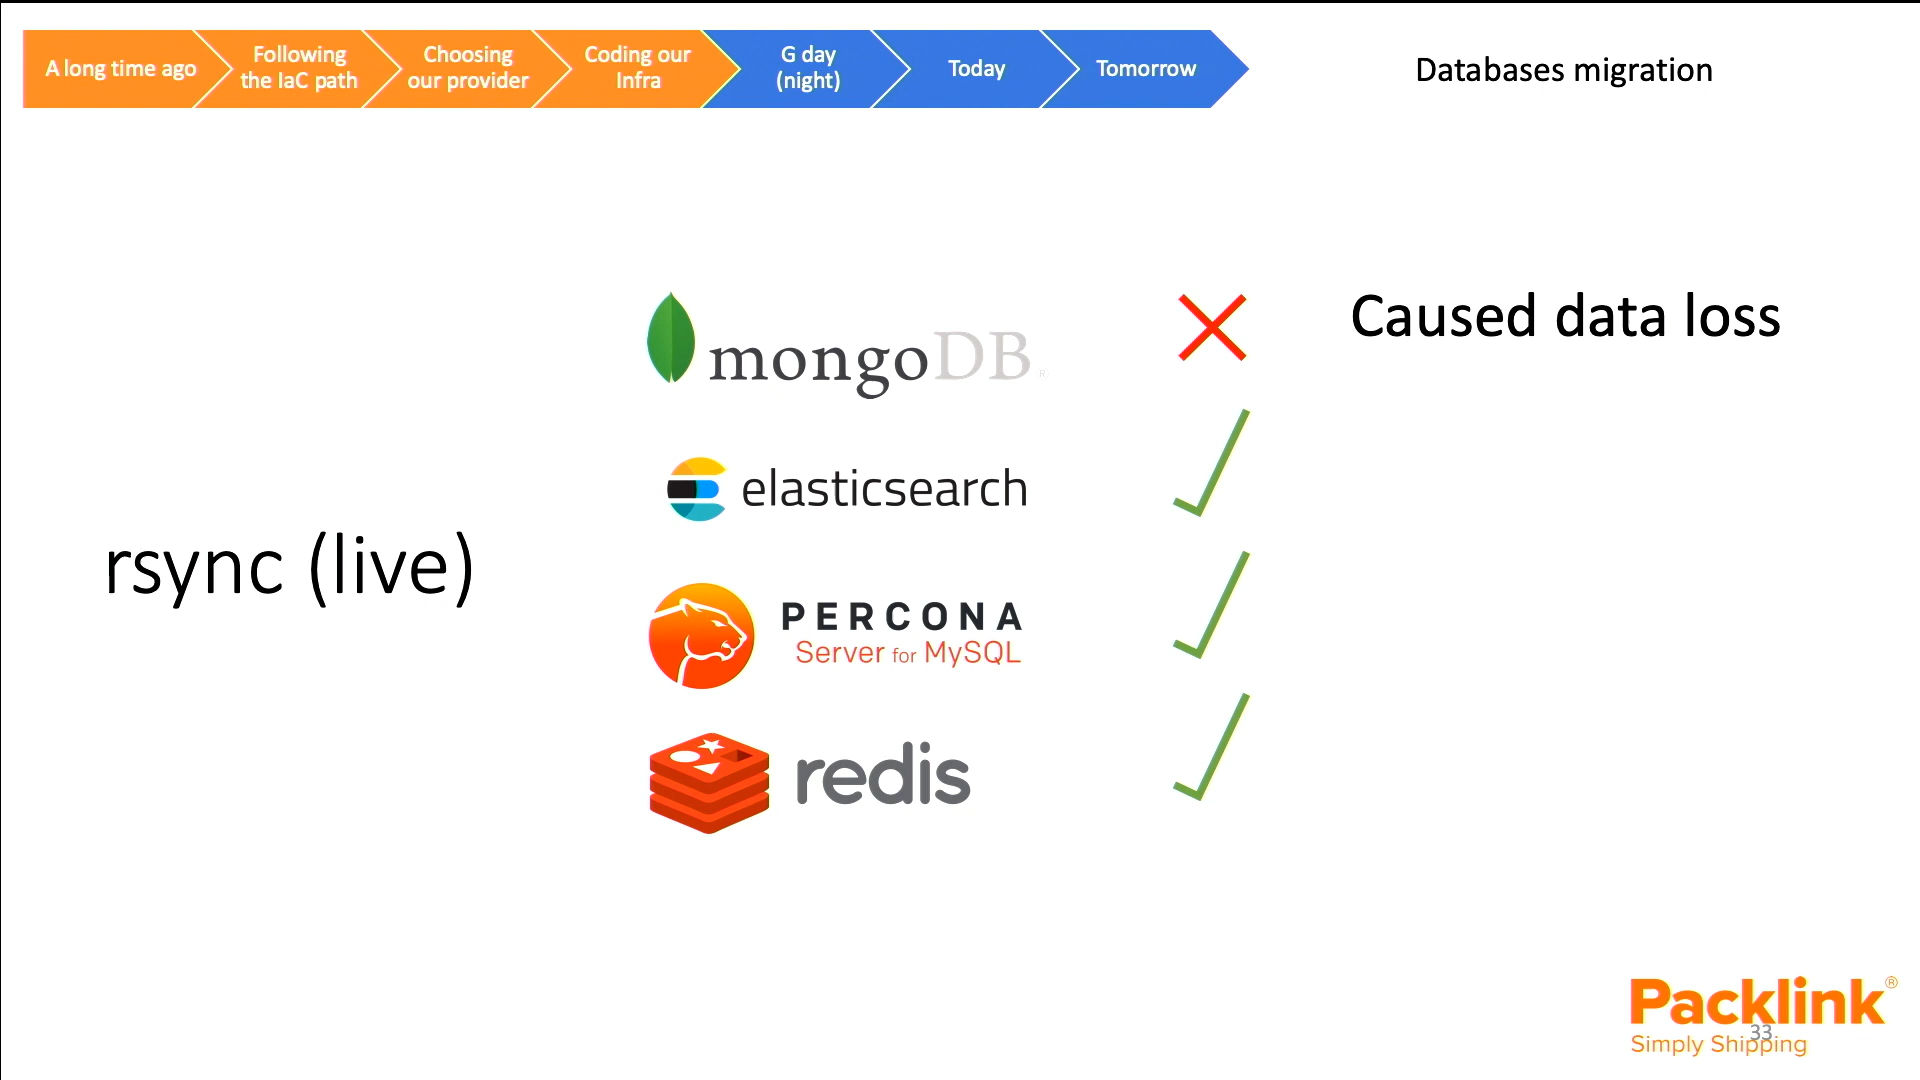 A long time ago
Following
the IaC path
Choosing
our provider
Coding our
Infra
G day
(night)
Today
Tomorrow
Databases migration
mongoDB®
Caused data loss
elasticsearch
rsync (live)
PERCONA
Server for MySQL
redis
Packlink®
33
Simply Shipping